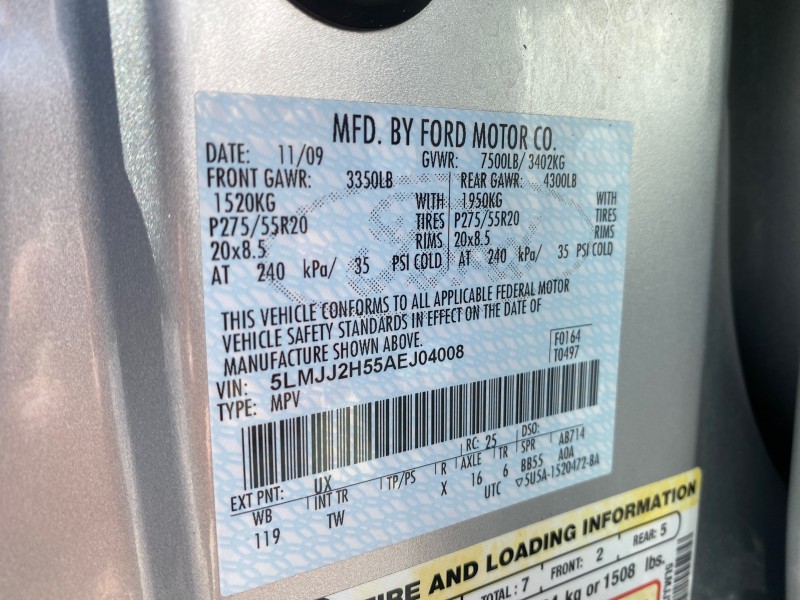 MFD. BY FORD MOTOR CO.
DATE: 11/09 GVWR: 7500LB/ 3402KG
FRONT GAWR: 3350LB REAR GAWR: 4300LB
1520KG WITH 1950KG WITH
P275/55R20 TIRES P275/55R20 TIRES
20x8.5 RIMS 20x8.5 RIMS
AT 240 kPa/ 35 PSI COLD AT 240 kPa/ 35 PSI COLD
THIS VEHICLE CONFORMS TO ALL APPLICABLE FEDERAL MOTOR
VEHICLE SAFETY STANDARDS IN EFFECT ON THE DATE OF
MANUFACTURE SHOWN ABOVE.
F0164
VIN: 5LMJJ2H55AEJ04008
T0497
TYPE: MPV
EXT PNT: UX RC: 25 DSO:
WB INT TR TP/PS R AXLE TR SPR AB714
119 TW X 16 6 BB55 A0A
UTC ▽5U5A-1520472-BA
AND LOADING INFORMATION
TOTAL: 7 FRONT: 2 REAR: 5
kg or 1508 lbs.